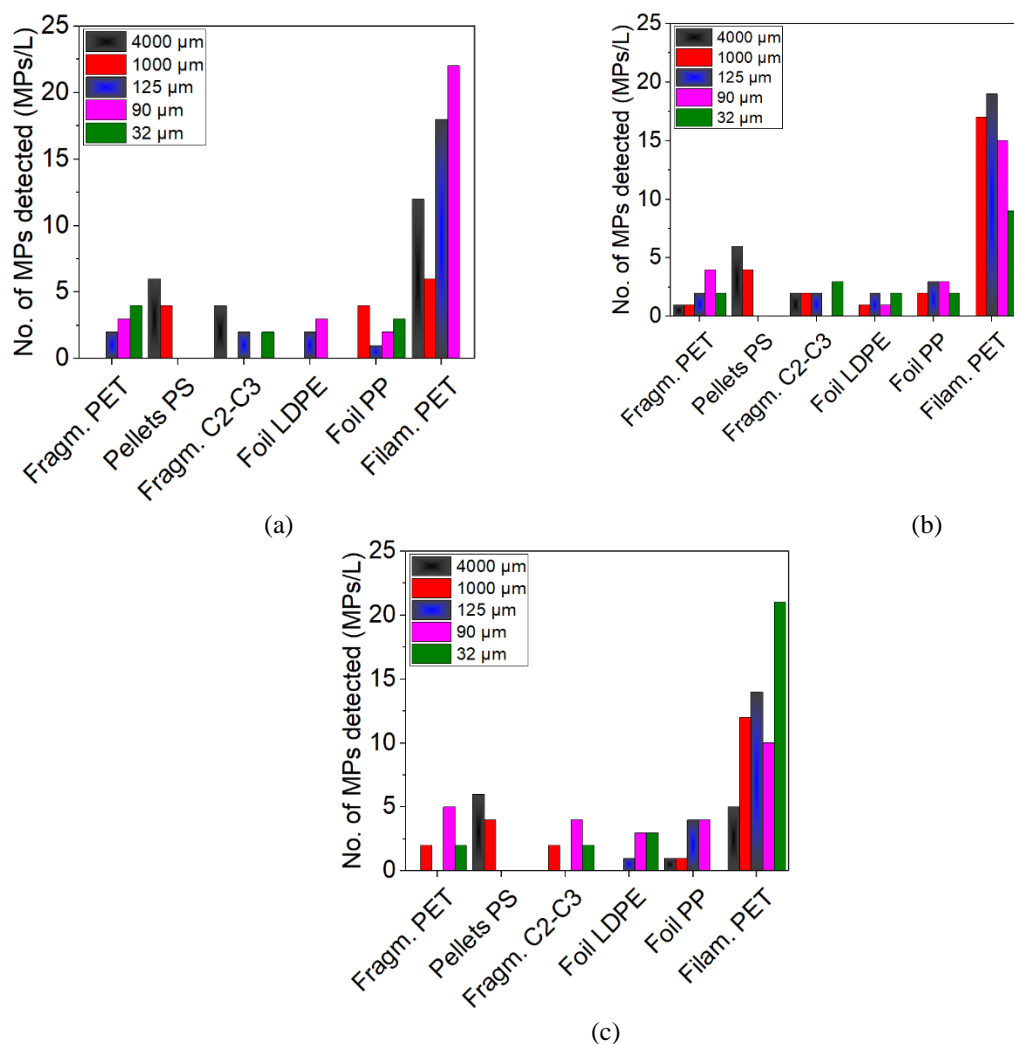 25
20
15
10
5
0
No. of MPs detected (MPs/L)
4000 µm
1000 µm
125 µm
90 µm
32 µm
Fragm. PET
Pellets PS
Fragm. C2-C3
Foil LDPE
Foil PP
Filam. PET
(a)
25
20
15
10
5
0
No. of MPs detected (MPs/L)
4000 µm
1000 µm
125 µm
90 µm
32 µm
Fragm. PET
Pellets PS
Fragm. C2-C3
Foil LDPE
Foil PP
Filam. PET
(b)
25
20
15
10
5
0
No. of MPs detected (MPs/L)
4000 µm
1000 µm
125 µm
90 µm
32 µm
Fragm. PET
Pellets PS
Fragm. C2-C3
Foil LDPE
Foil PP
Filam. PET
(c)